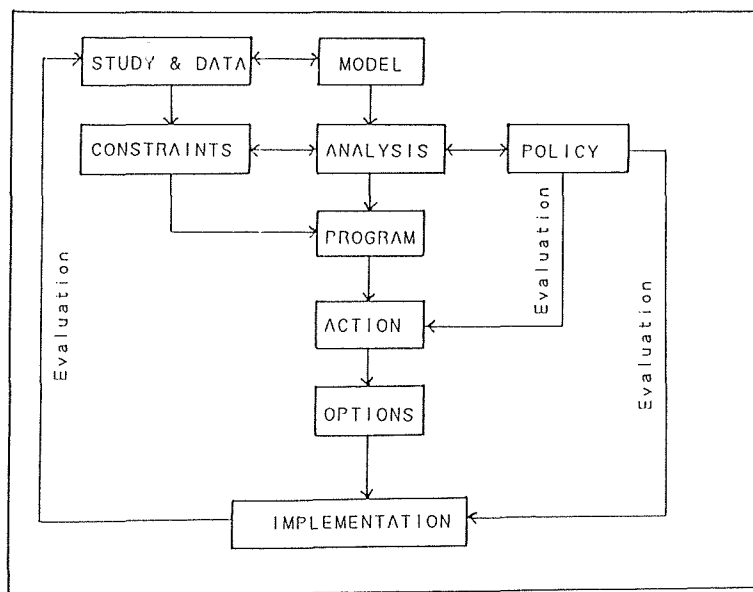 STUDY & DATA
MODEL
CONSTRAINTS
ANALYSIS
POLICY
PROGRAM
ACTION
OPTIONS
IMPLEMENTATION
Evaluation
Evaluation
Evaluation